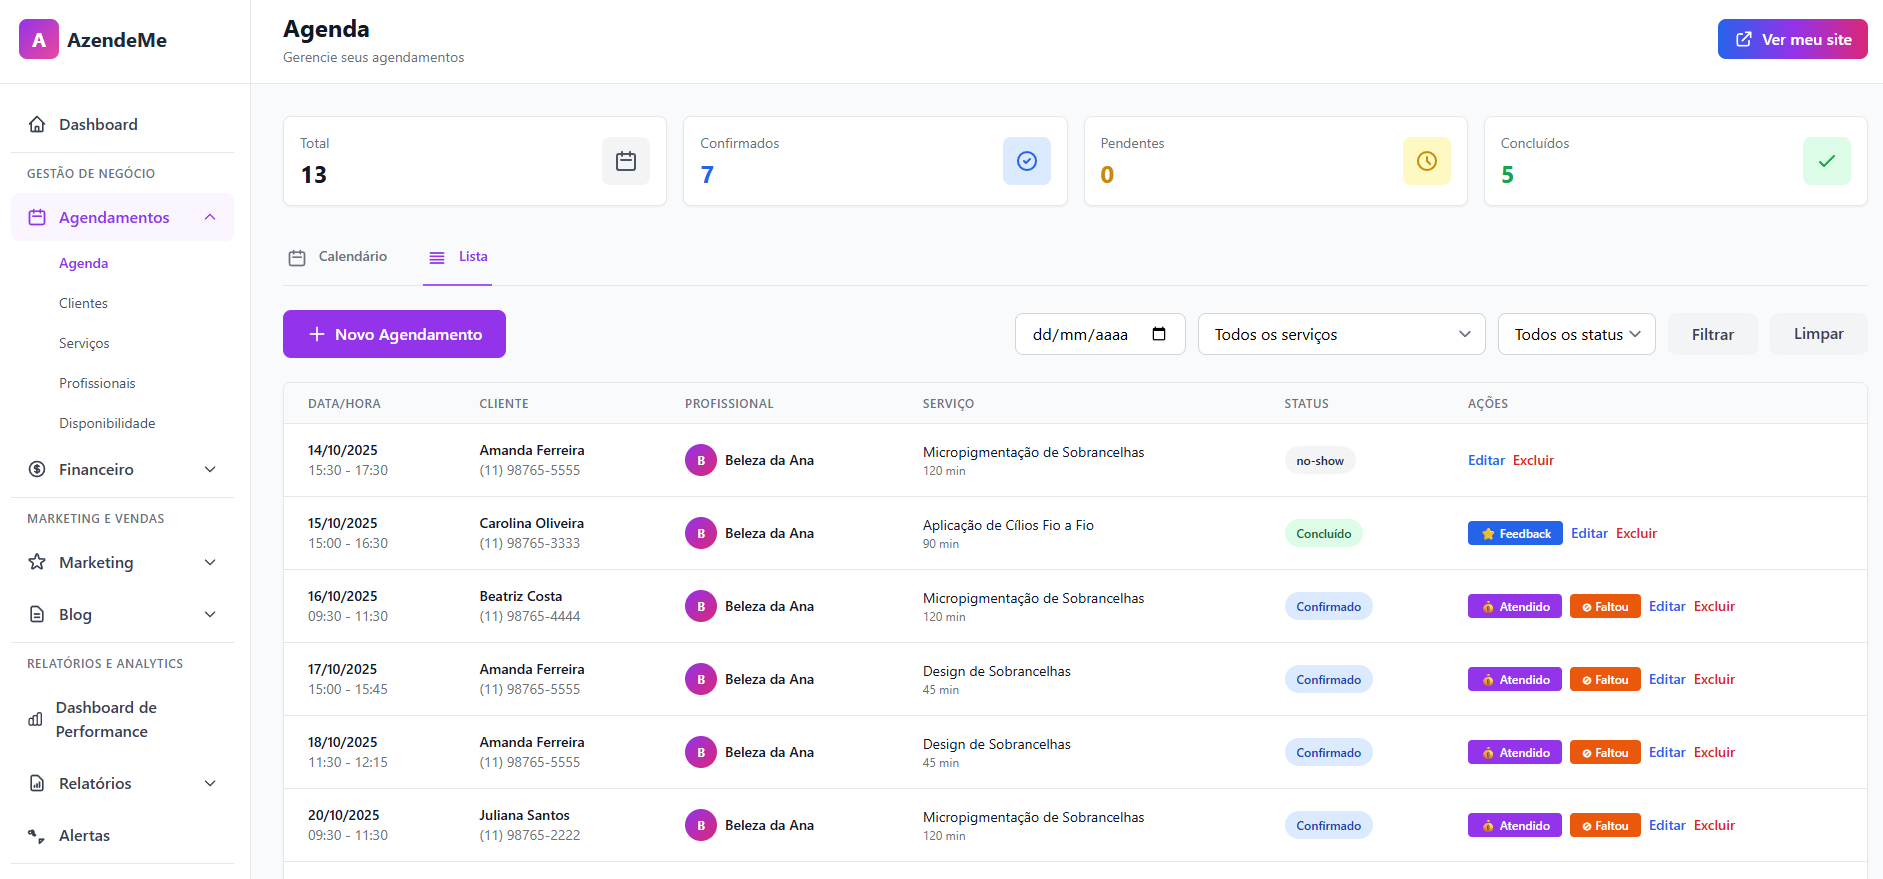 A AzendeMe
Agenda
Gerencie seus agendamentos
Ver meu site
Dashboard
GESTÃO DE NEGÓCIO
Agendamentos
Agenda
Clientes
Serviços
Profissionais
Disponibilidade
Financeiro
MARKETING E VENDAS
Marketing
Blog
RELATÓRIOS E ANALYTICS
Dashboard de
Performance
Relatórios
Alertas
Total
13
Confirmados
7
Pendentes
0
Concluídos
5
Calendário
Lista
Novo Agendamento
dd/mm/aaaa
Todos os serviços
Todos os status
Filtrar
Limpar
DATA/HORA CLIENTE PROFISSIONAL SERVIÇO STATUS AÇÕES
14/10/2025 Amanda Ferreira B Beleza da Ana Micropigmentação de Sobrancelhas no-show Editar Excluir
15:30 - 17:30 (11) 98765-5555 120 min
15/10/2025 Carolina Oliveira B Beleza da Ana Aplicação de Cílios Fio a Fio Concluído Feedback Editar Excluir
15:00 - 16:30 (11) 98765-3333 90 min
16/10/2025 Beatriz Costa B Beleza da Ana Micropigmentação de Sobrancelhas Confirmado Atendido Faltou Editar Excluir
09:30 - 11:30 (11) 98765-4444 120 min
17/10/2025 Amanda Ferreira B Beleza da Ana Design de Sobrancelhas Confirmado Atendido Faltou Editar Excluir
15:00 - 15:45 (11) 98765-5555 45 min
18/10/2025 Amanda Ferreira B Beleza da Ana Design de Sobrancelhas Confirmado Atendido Faltou Editar Excluir
11:30 - 12:15 (11) 98765-5555 45 min
20/10/2025 Juliana Santos B Beleza da Ana Micropigmentação de Sobrancelhas Confirmado Atendido Faltou Editar Excluir
09:30 - 11:30 (11) 98765-2222 120 min